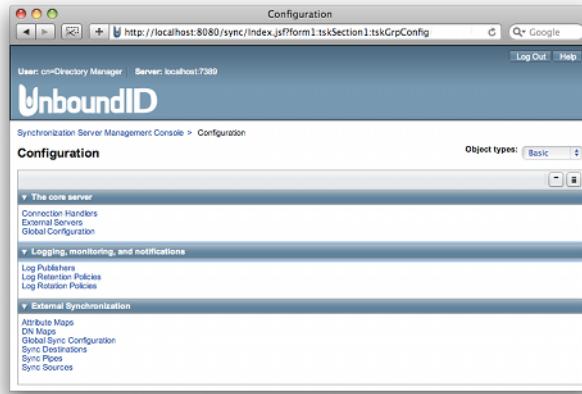 Configuration
http://localhost:8080/sync/Index.jsf?form1:tskSection1:tskGrpConfig
Google
Log Out Help
User: cn=Directory Manager Server: localhost:7389
UnboundID
Synchronization Server Management Console > Configuration
Configuration
Object types: Basic
The core server
Connection Handlers
External Servers
Global Configuration
Logging, monitoring, and notifications
Log Publishers
Log Retention Policies
Log Rotation Policies
External Synchronization
Attribute Maps
DN Maps
Global Sync Configuration
Sync Destinations
Sync Pipes
Sync Sources